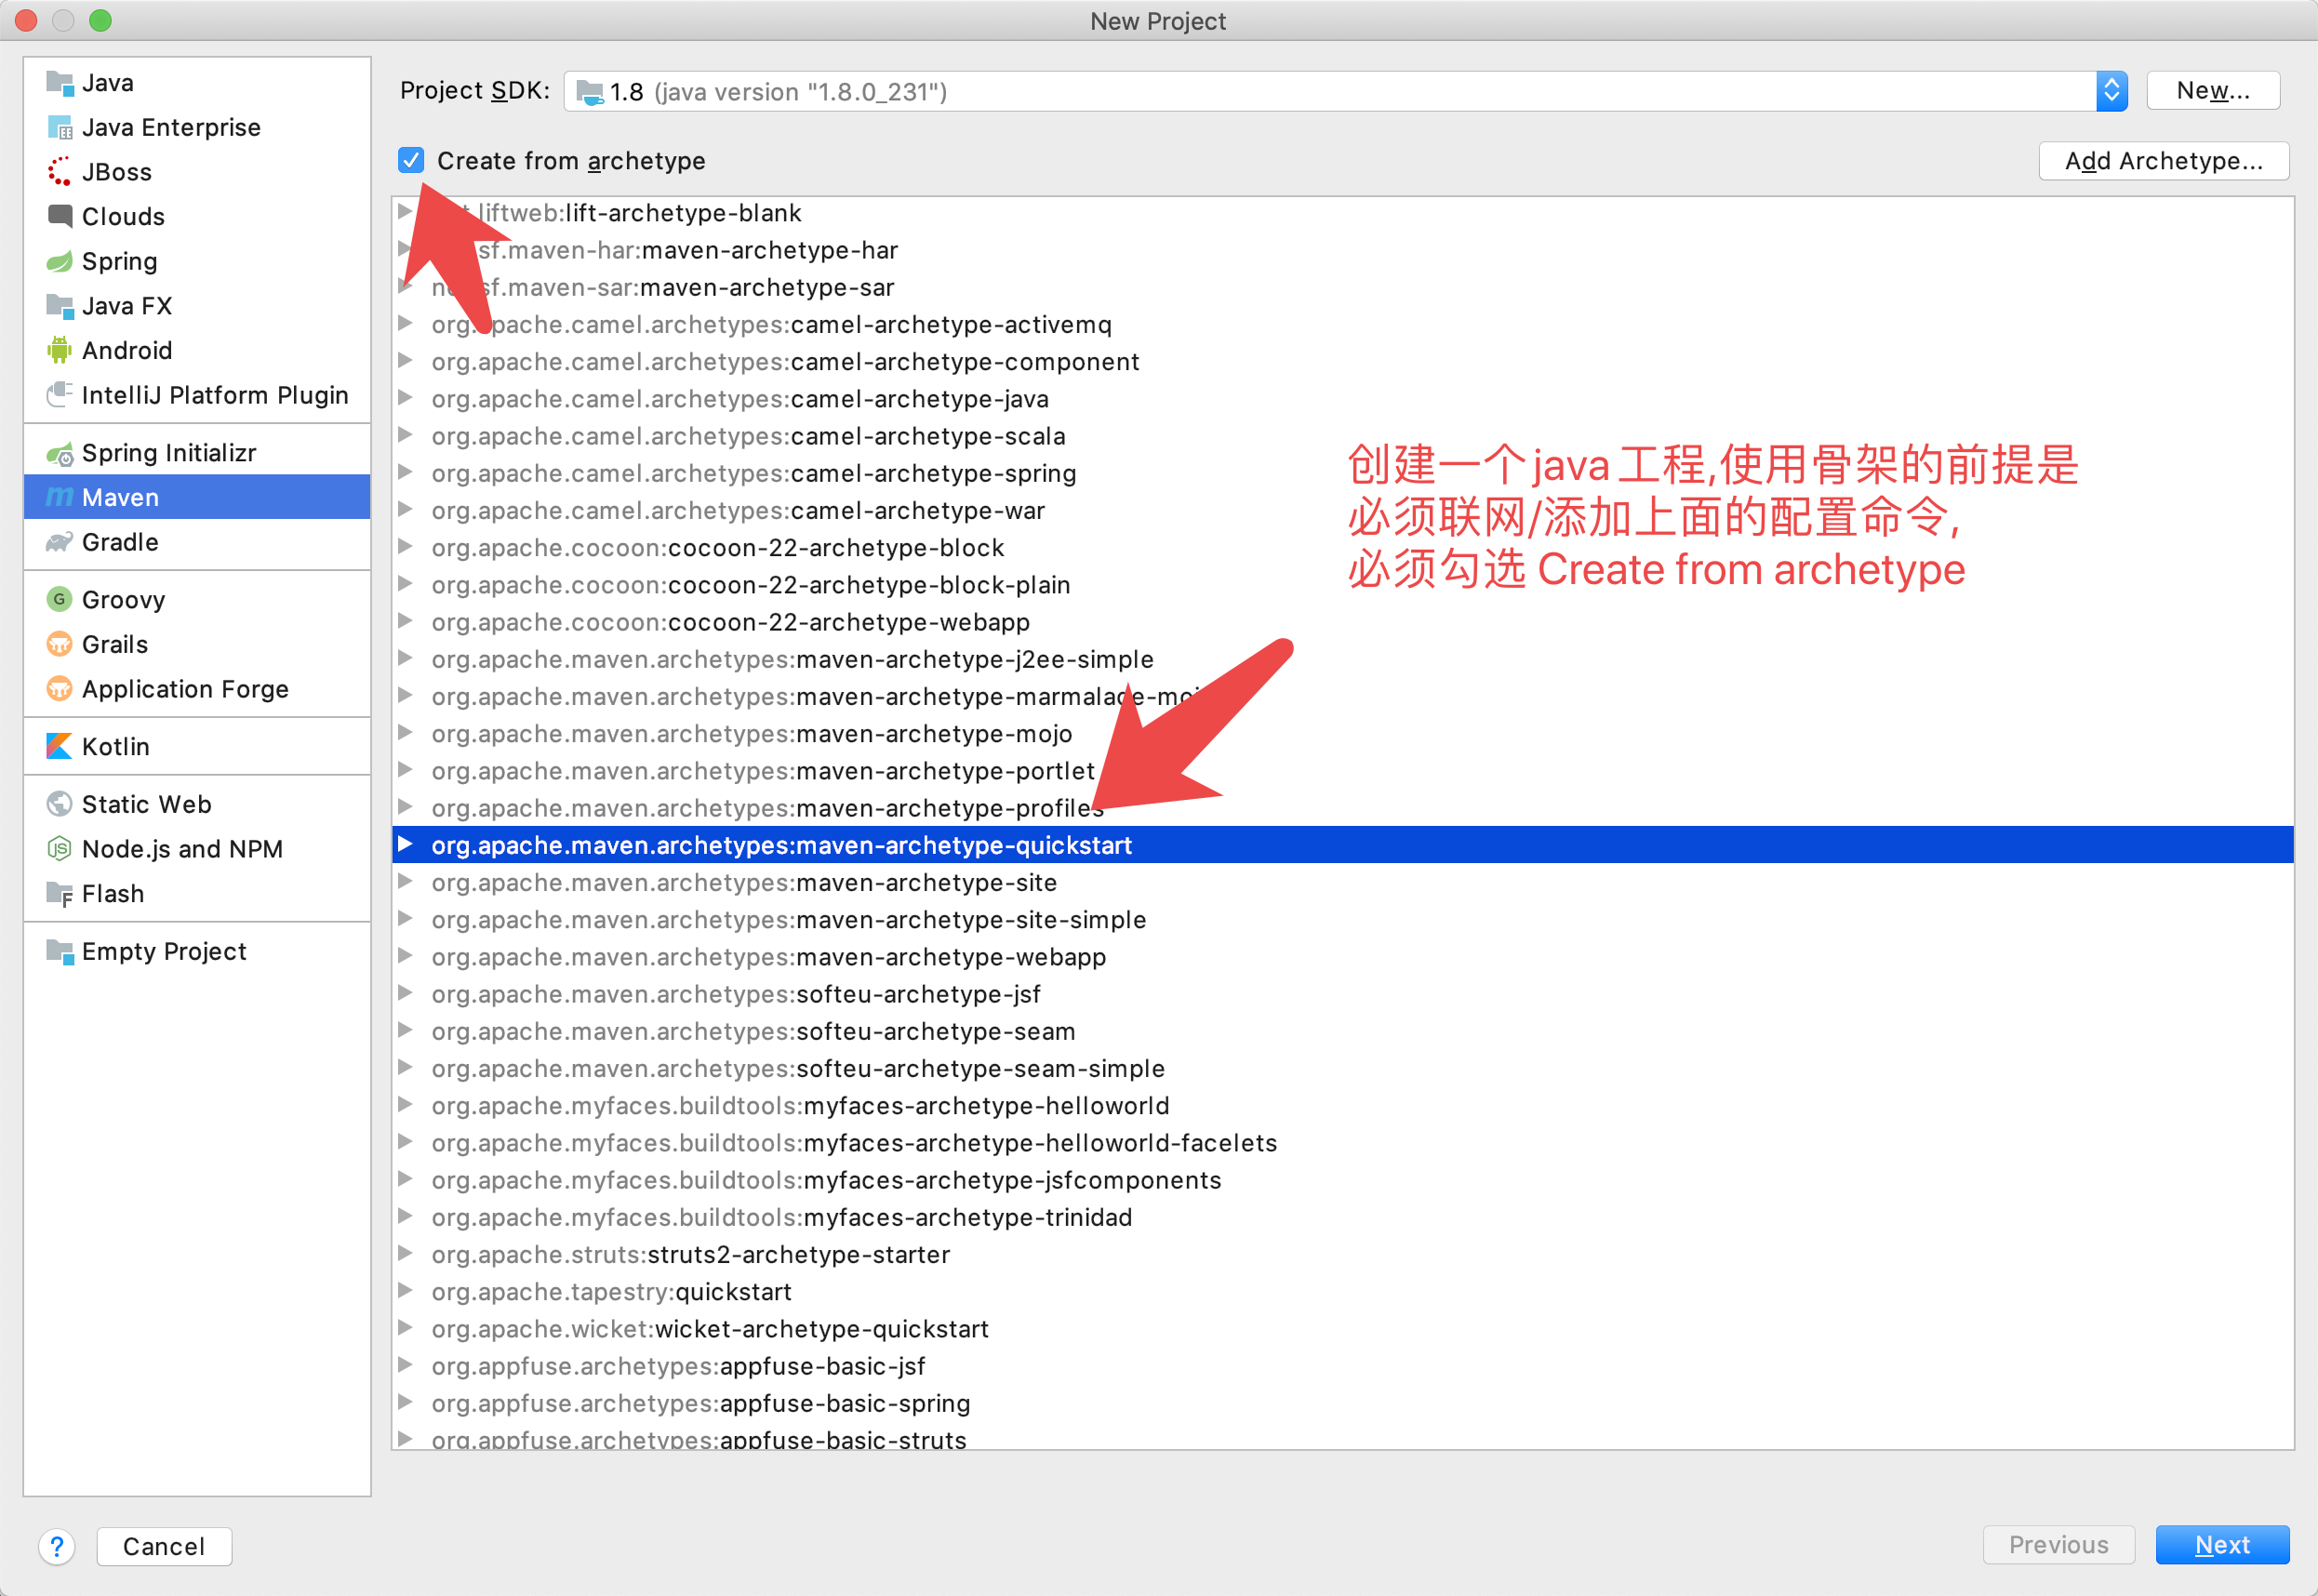 New Project
Java
Java Enterprise
JBoss
Clouds
Spring
Java FX
Android
IntelliJ Platform Plugin
Spring Initializr
Maven
Gradle
Groovy
Grails
Application Forge
Kotlin
Static Web
Node.js and NPM
Flash
Empty Project
Project SDK: 1.8 (java version "1.8.0_231") New...
Create from archetype Add Archetype...
liftweb:lift-archetype-blank
sf.maven-har:maven-archetype-har
sf.maven-sar:maven-archetype-sar
org.apache.camel.archetypes:camel-archetype-activemq
org.apache.camel.archetypes:camel-archetype-component
org.apache.camel.archetypes:camel-archetype-java
org.apache.camel.archetypes:camel-archetype-scala
org.apache.camel.archetypes:camel-archetype-spring
org.apache.camel.archetypes:camel-archetype-war
org.apache.cocoon:cocoon-22-archetype-block
org.apache.cocoon:cocoon-22-archetype-block-plain
org.apache.cocoon:cocoon-22-archetype-webapp
org.apache.maven.archetypes:maven-archetype-j2ee-simple
org.apache.maven.archetypes:maven-archetype-marmalade-moj
org.apache.maven.archetypes:maven-archetype-mojo
org.apache.maven.archetypes:maven-archetype-portlet
org.apache.maven.archetypes:maven-archetype-profiles
org.apache.maven.archetypes:maven-archetype-quickstart
org.apache.maven.archetypes:maven-archetype-site
org.apache.maven.archetypes:maven-archetype-site-simple
org.apache.maven.archetypes:maven-archetype-webapp
org.apache.maven.archetypes:softeu-archetype-jsf
org.apache.maven.archetypes:softeu-archetype-seam
org.apache.maven.archetypes:softeu-archetype-seam-simple
org.apache.myfaces.buildtools:myfaces-archetype-helloworld
org.apache.myfaces.buildtools:myfaces-archetype-helloworld-facelets
org.apache.myfaces.buildtools:myfaces-archetype-jsfcomponents
org.apache.myfaces.buildtools:myfaces-archetype-trinidad
org.apache.struts:struts2-archetype-starter
org.apache.tapestry:quickstart
org.apache.wicket:wicket-archetype-quickstart
org.appfuse.archetypes:appfuse-basic-jsf
org.appfuse.archetypes:appfuse-basic-spring
org.appfuse.archetypes:appfuse-basic-struts
创建一个java工程,使用骨架的前提是
必须联网/添加上面的配置命令,
必须勾选 Create from archetype
? Cancel Previous Next